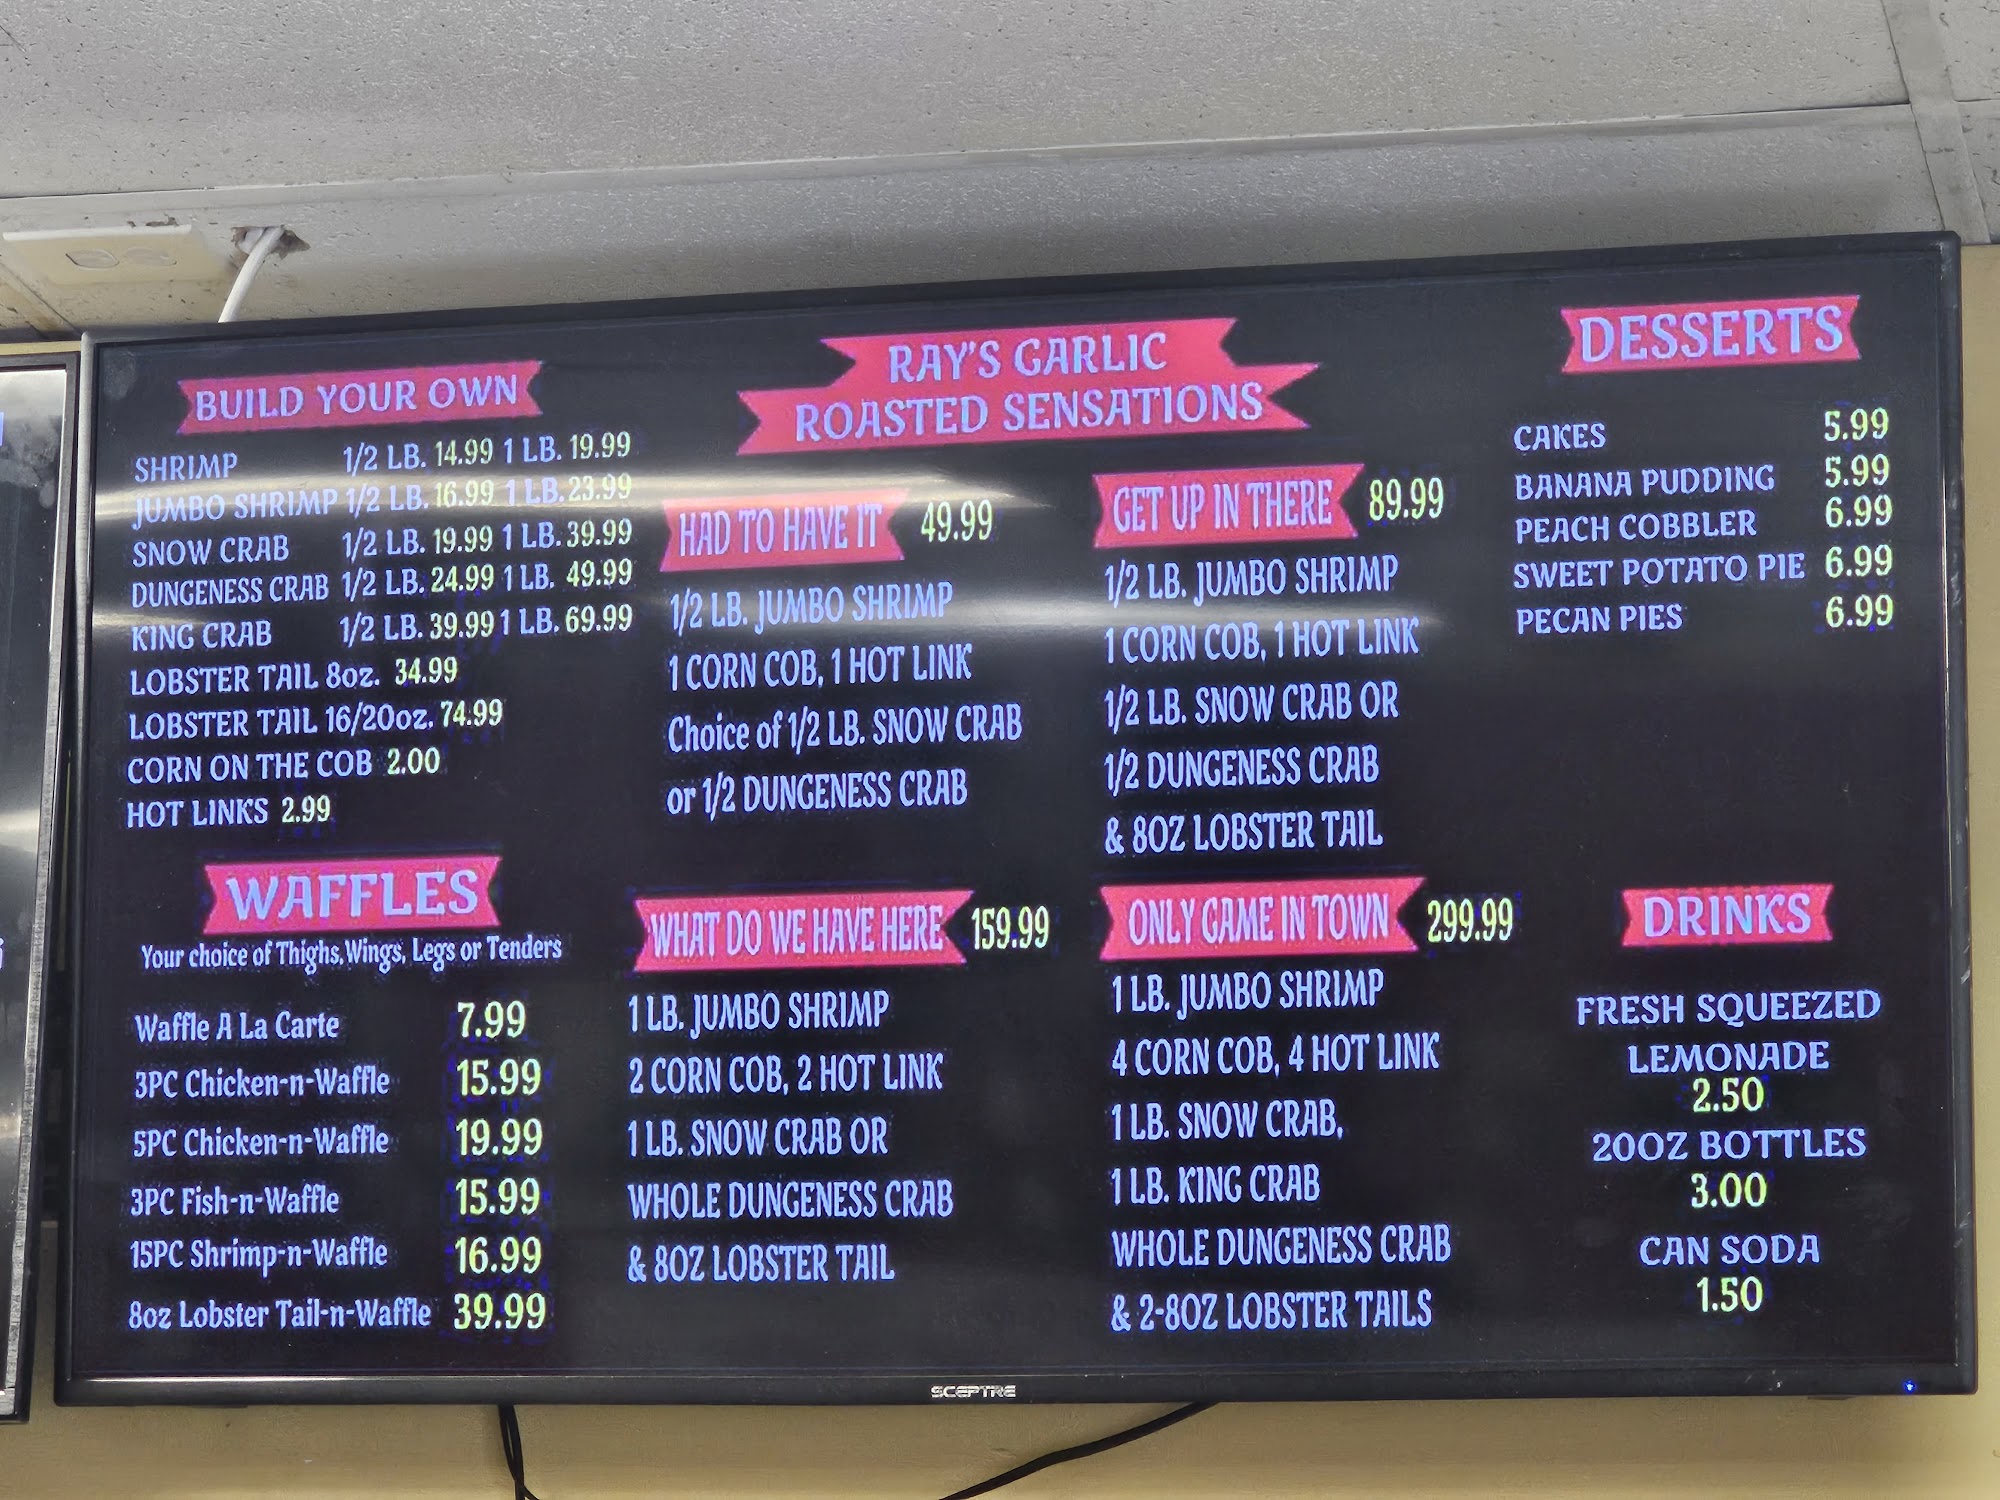 BUILD YOUR OWN
SHRIMP 1/2 LB. 14.99 1 LB. 19.99
JUMBO SHRIMP 1/2 LB. 16.99 1 LB. 23.99
SNOW CRAB 1/2 LB. 19.99 1 LB. 39.99
DUNGENESS CRAB 1/2 LB. 24.99 1 LB. 49.99
KING CRAB 1/2 LB. 39.99 1 LB. 69.99
LOBSTER TAIL 8oz. 34.99
LOBSTER TAIL 16/20oz. 74.99
CORN ON THE COB 2.00
HOT LINKS 2.99
WAFFLES
Your choice of Thighs, Wings, Legs or Tenders
Waffle A La Carte 7.99
3PC Chicken-n-Waffle 15.99
5PC Chicken-n-Waffle 19.99
3PC Fish-n-Waffle 15.99
15PC Shrimp-n-Waffle 16.99
8oz Lobster Tail-n-Waffle 39.99
RAY'S GARLIC
ROASTED SENSATIONS
HAD TO HAVE IT 49.99
1/2 LB. JUMBO SHRIMP
1 CORN COB, 1 HOT LINK
Choice of 1/2 LB. SNOW CRAB
or 1/2 DUNGENESS CRAB
GET UP IN THERE 89.99
1/2 LB. JUMBO SHRIMP
1 CORN COB, 1 HOT LINK
1/2 LB. SNOW CRAB OR
1/2 DUNGENESS CRAB
& 8OZ LOBSTER TAIL
WHAT DO WE HAVE HERE 159.99
1 LB. JUMBO SHRIMP
2 CORN COB, 2 HOT LINK
1 LB. SNOW CRAB OR
WHOLE DUNGENESS CRAB
& 8OZ LOBSTER TAIL
ONLY GAME IN TOWN 299.99
1 LB. JUMBO SHRIMP
4 CORN COB, 4 HOT LINK
1 LB. SNOW CRAB,
1 LB. KING CRAB
WHOLE DUNGENESS CRAB
& 2-8OZ LOBSTER TAILS
DESSERTS
CAKES 5.99
BANANA PUDDING 5.99
PEACH COBBLER 6.99
SWEET POTATO PIE 6.99
PECAN PIES 6.99
DRINKS
FRESH SQUEEZED
LEMONADE
2.50
20OZ BOTTLES
3.00
CAN SODA
1.50
SCEPTRE